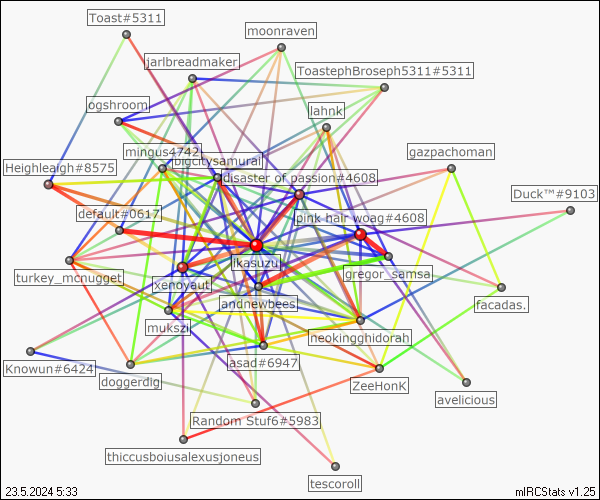 Toast#5311
moonraven
jarlbreadmaker
ToastephBroseph5311#5311
ogshroom
lahnk
mingus4742
bigcitysamurai
gazpachoman
Heighleaigh#8575
disaster of passion#4608
Duck™#9103
default#0617
pink hair woag#4608
ikasuzu
gregor_samsa
turkey_mcnugget
xenoyaut
andnewbees
facadas.
mukszi
neokingghidorah
Knowun#6424
asad#6947
doggerdig
ZeeHonK
avelicious
Random Stuf6#5983
thiccusboiusalexusjoneus
tescoroll
23.5.2024 5:33
mIRCStats v1.25